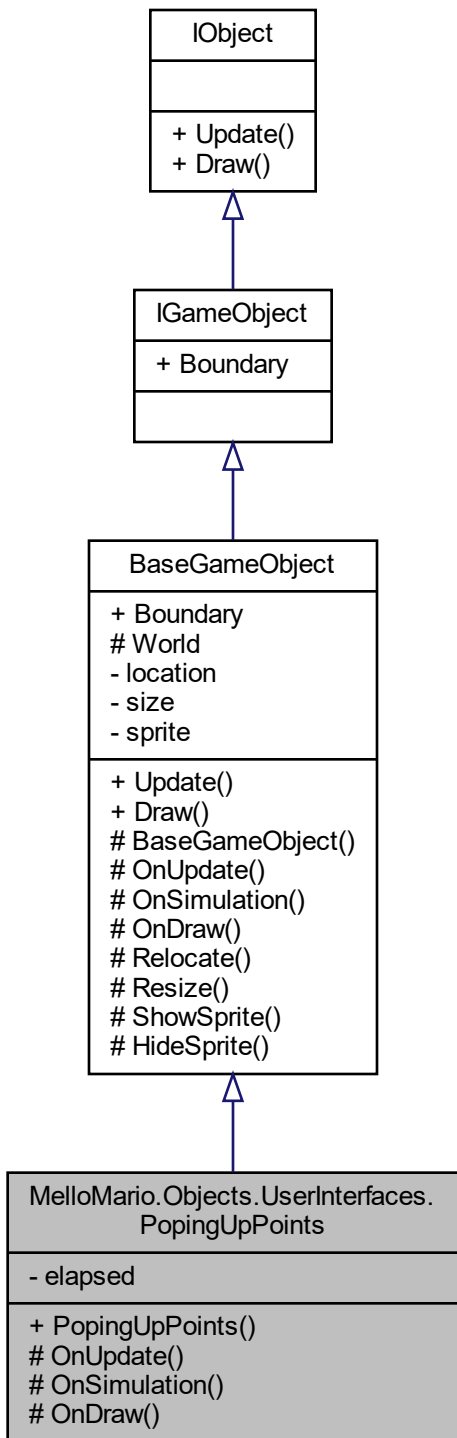 IObject
+ Update()
+ Draw()
IGameObject
+ Boundary
BaseGameObject
+ Boundary
# World
- location
- size
- sprite
+ Update()
+ Draw()
# BaseGameObject()
# OnUpdate()
# OnSimulation()
# OnDraw()
# Relocate()
# Resize()
# ShowSprite()
# HideSprite()
MelloMario.Objects.UserInterfaces.
PopingUpPoints
- elapsed
+ PopingUpPoints()
# OnUpdate()
# OnSimulation()
# OnDraw()